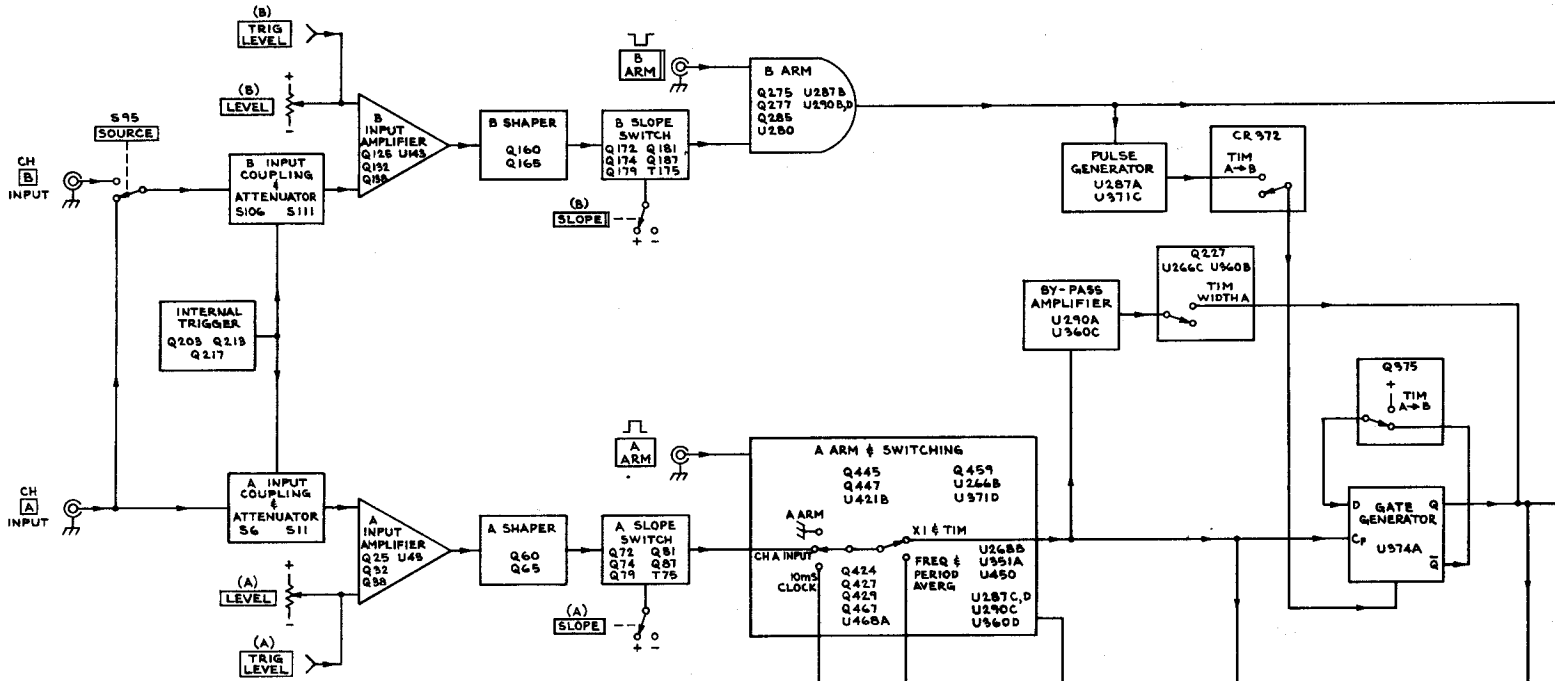 (B)
TRIG
LEVEL
+
(B)
LEVEL
-
S95
SOURCE
CH
B
INPUT
B INPUT
COUPLING
&
ATTENUATOR
S106 S111
B
INPUT
AMPLIFIER
Q125 U143
Q132
Q138
B SHAPER
Q160
Q165
B SLOPE
SWITCH
Q172 Q181
Q174 Q187
Q179 T175
(B)
SLOPE
+ -
B
ARM
B ARM
Q275 U287B
Q277 U290B,D
Q285
U280
PULSE
GENERATOR
U287A
U371C
CR372
TIM
A→B
Q227
U266C U360B
TIM
WIDTH A
BY-PASS
AMPLIFIER
U290A
U360C
INTERNAL
TRIGGER
Q203 Q213
Q217
Q375
+
TIM
A→B
CH
A
INPUT
A INPUT
COUPLING
&
ATTENUATOR
S6 S11
A
INPUT
AMPLIFIER
Q25 U43
Q32
Q38
+
(A)
LEVEL
-
(A)
TRIG
LEVEL
A SHAPER
Q60
Q65
A SLOPE
SWITCH
Q72 Q81
Q74 Q87
Q79 T75
(A)
SLOPE
+ -
A
ARM
A ARM & SWITCHING
Q445 Q459
Q447 U266B
U421B U371D
A ARM
CH A INPUT
10mS
CLOCK
X1 & TIM
FREQ &
PERIOD
AVERG
Q424
Q427
Q429
Q467
U468A
U268B
U351A
U450
U287C,D
U290C
U360D
D Q
GATE
GENERATOR
CP
U374A
Q̅1̅